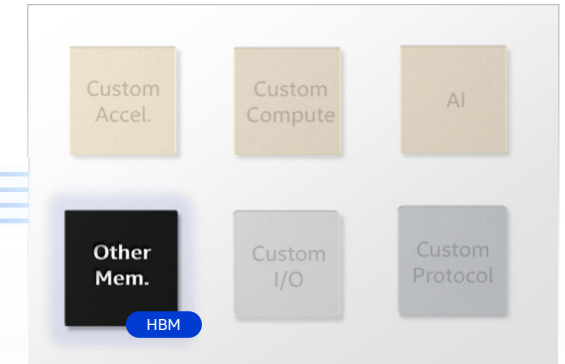 Custom
Accel.
Custom
Compute
AI
Other
Mem.
HBM
Custom
I/O
Custom
Protocol